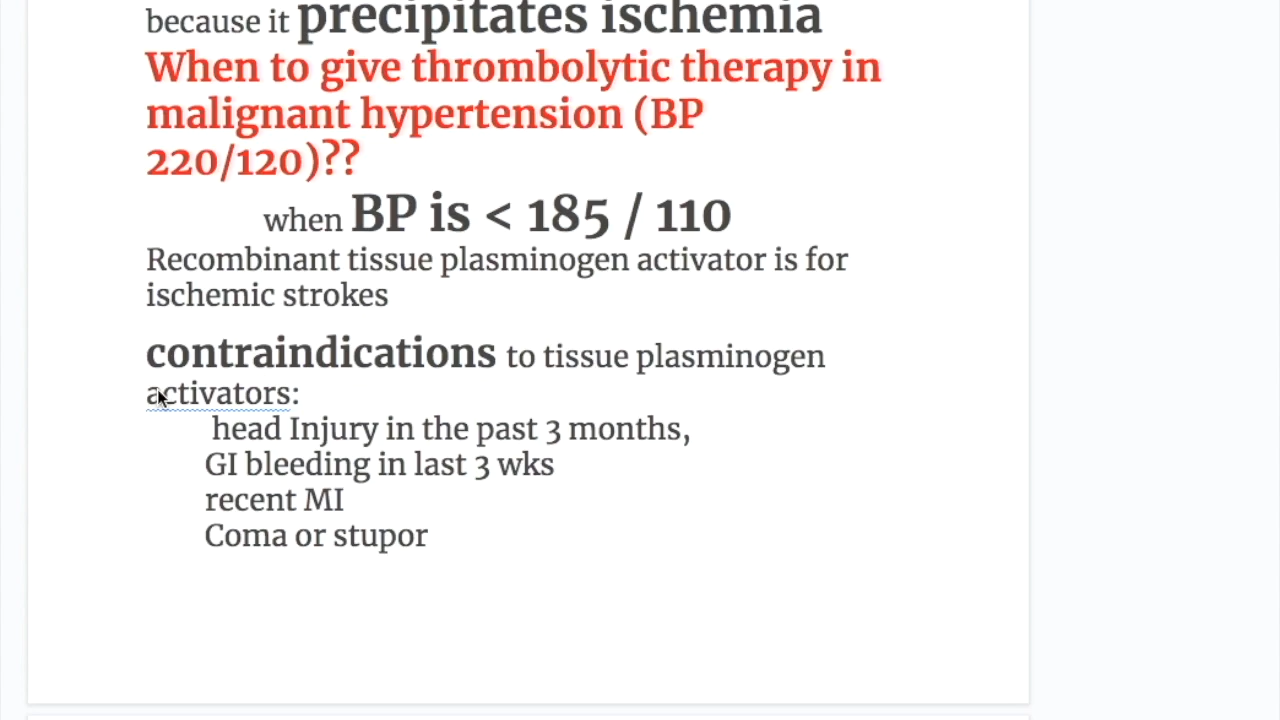 because it precipitates ischemia
When to give thrombolytic therapy in
malignant hypertension (BP
220/120)??
when BP is < 185 / 110
Recombinant tissue plasminogen activator is for
ischemic strokes
contraindications to tissue plasminogen
activators:
head Injury in the past 3 months,
GI bleeding in last 3 wks
recent MI
Coma or stupor